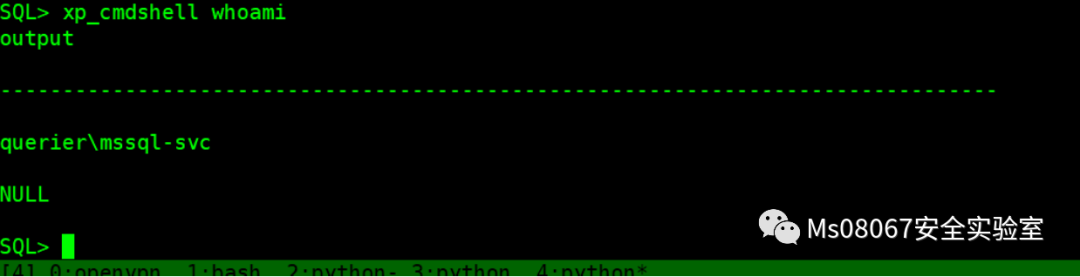 SQL> xp_cmdshell whoami
output
--------------------------------------------------------------------------------
querier\mssql-svc
NULL
Ms08067安全实验室
SQL>
[4] 0:openvpn  1:bash  2:python- 3:python  4:python*